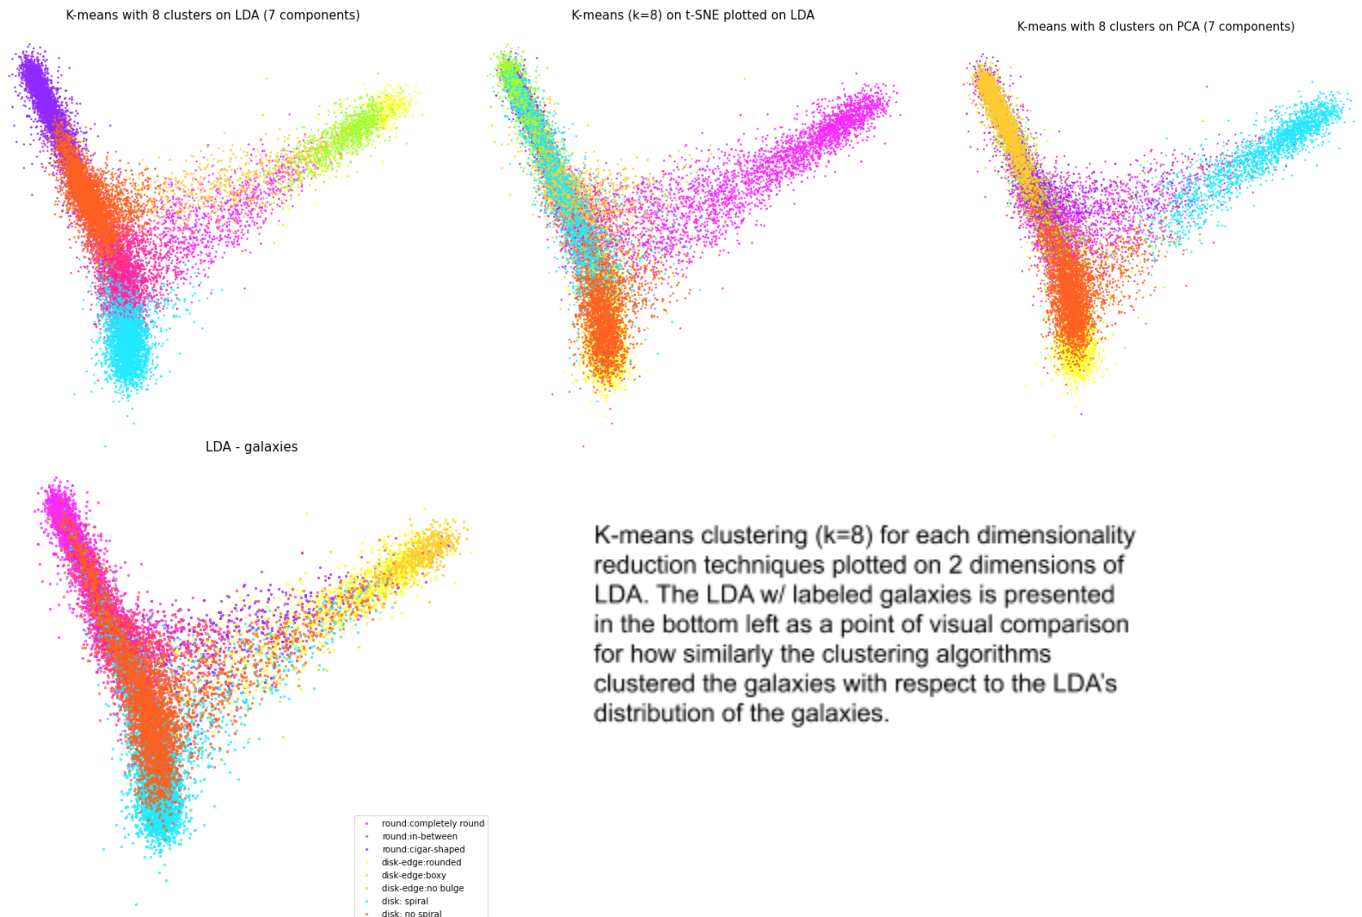 K-means with 8 clusters on LDA (7 components)
K-means (k=8) on t-SNE plotted on LDA
K-means with 8 clusters on PCA (7 components)
LDA - galaxies
K-means clustering (k=8) for each dimensionality
reduction techniques plotted on 2 dimensions of
LDA. The LDA w/ labeled galaxies is presented
in the bottom left as a point of visual comparison
for how similarly the clustering algorithms
clustered the galaxies with respect to the LDA's
distribution of the galaxies.
round:completely round
round:in-between
round:cigar-shaped
disk-edge:rounded
disk-edge:boxy
disk-edge:no bulge
disk: spiral
disk: no spiral